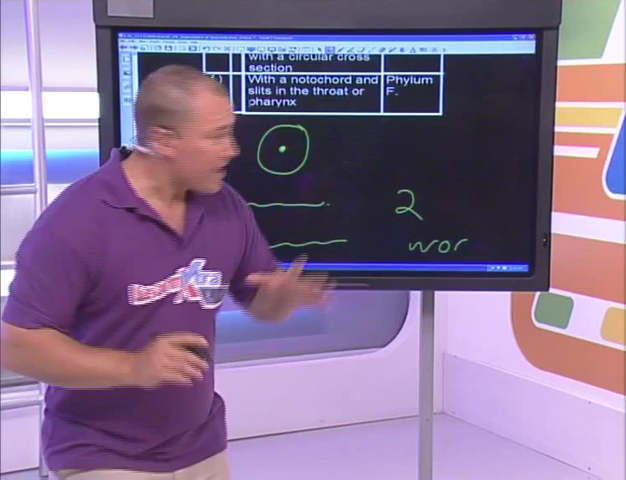 with a circular cross
section
With a notochord and
slits in the throat or
pharynx
Phylum
F.
2
wor